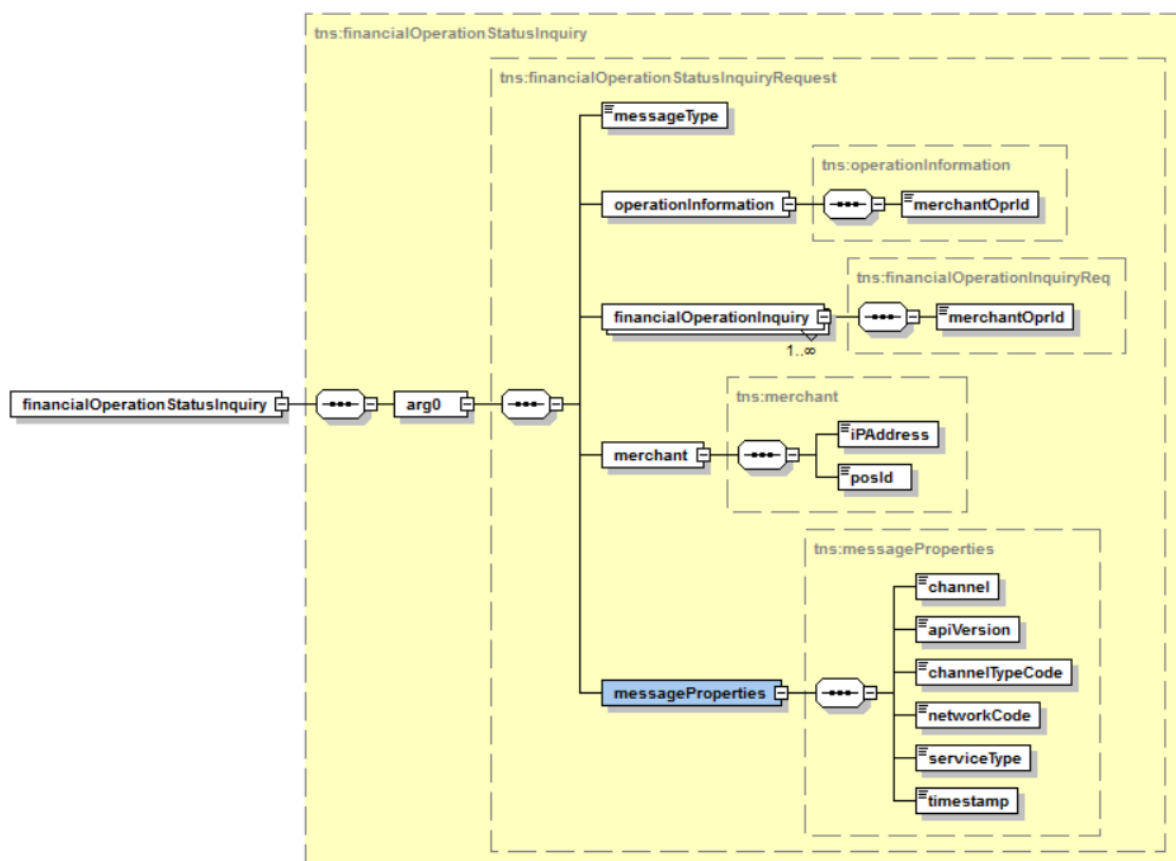 tns:financialOperationStatusInquiry
tns:financialOperationStatusInquiryRequest
messageType
tns:operationInformation
operationInformation
merchantOprId
tns:financialOperationInquiryReq
financialOperationInquiry
merchantOprId
1..∞
financialOperationStatusInquiry
arg0
tns:merchant
iPAddress
merchant
posId
tns:messageProperties
channel
apiVersion
channelTypeCode
messageProperties
networkCode
serviceType
timestamp